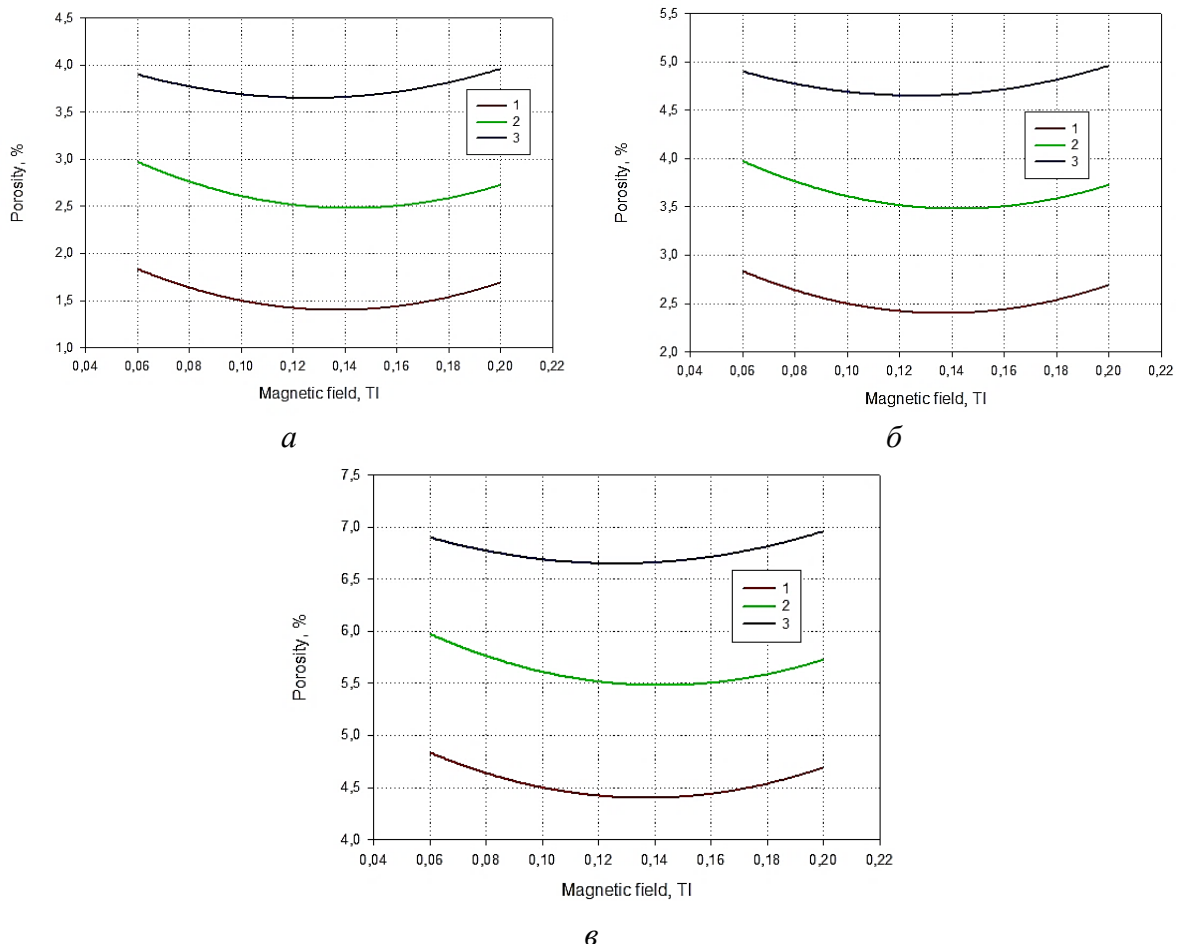 4,5
4,0
3,5
3,0
2,5
2,0
1,5
1,0
Porosity, %
1
2
3
0,04 0,06 0,08 0,10 0,12 0,14 0,16 0,18 0,20 0,22
Magnetic field, Tl
а
5,5
5,0
4,5
4,0
3,5
3,0
2,5
2,0
Porosity, %
1
2
3
0,04 0,06 0,08 0,10 0,12 0,14 0,16 0,18 0,20 0,22
Magnetic field, Tl
б
7,5
7,0
6,5
6,0
5,5
5,0
4,5
4,0
Porosity, %
1
2
3
0,04 0,06 0,08 0,10 0,12 0,14 0,16 0,18 0,20 0,22
Magnetic field, Tl
в